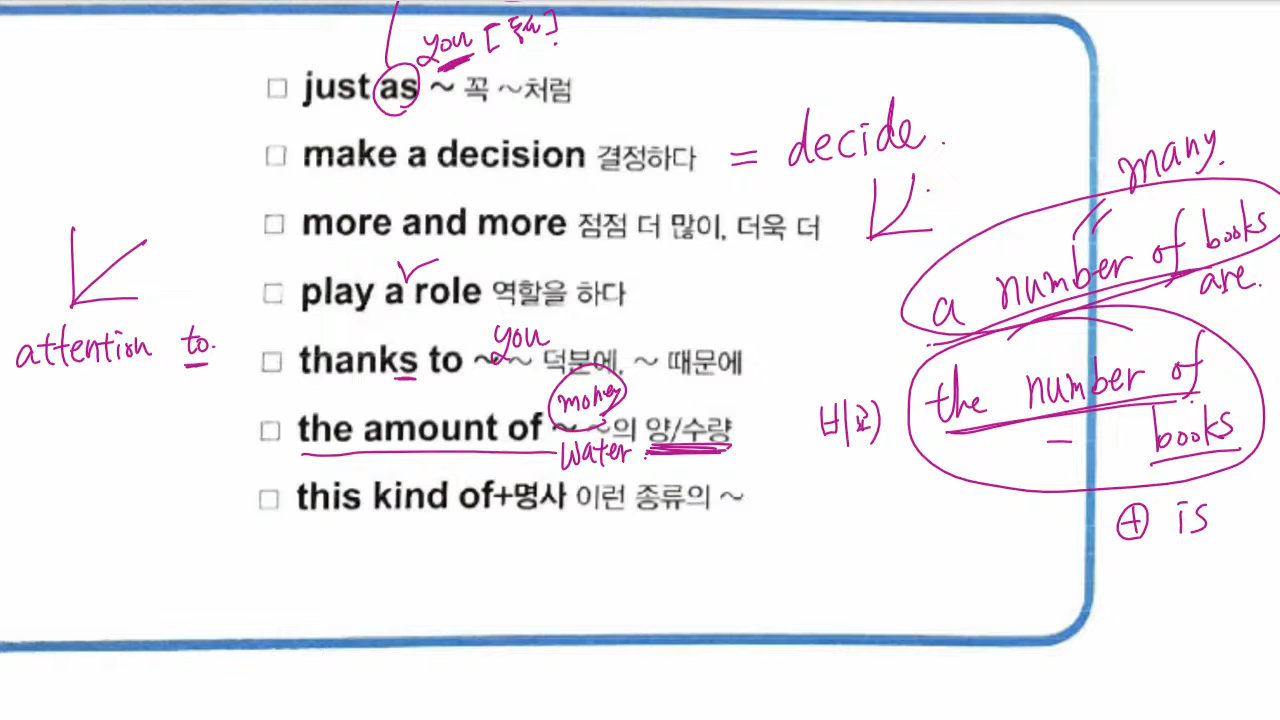 you [동사]
just as ~ 꼭 ~처럼
make a decision 결정하다 = decide.
many.
more and more 점점 더 많이, 더욱 더
a number of books
are.
play a role 역할을 하다
attention to.
you
thanks to ~~ 덕분에, ~ 때문에
money
the number of
books
비교)
the amount of ~ ~의 양/수량
water.
this kind of+명사 이런 종류의 ~
+ is